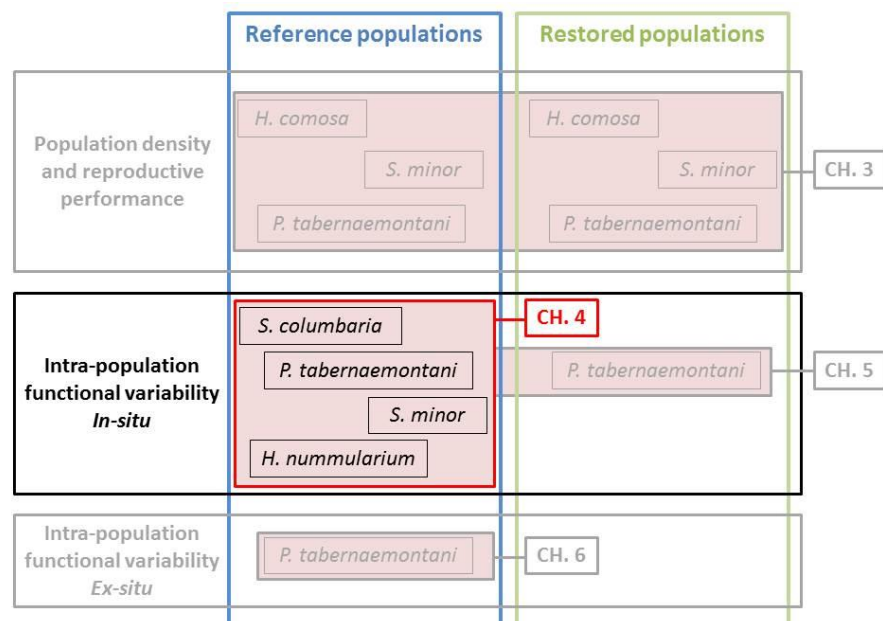 Reference populations
Restored populations
Population density
and reproductive
performance
H. comosa
S. minor
P. tabernaemontani
H. comosa
S. minor
P. tabernaemontani
CH. 3
Intra-population
functional variability
In-situ
S. columbaria
P. tabernaemontani
S. minor
H. nummularium
CH. 4
P. tabernaemontani
CH. 5
Intra-population
functional variability
Ex-situ
P. tabernaemontani
CH. 6